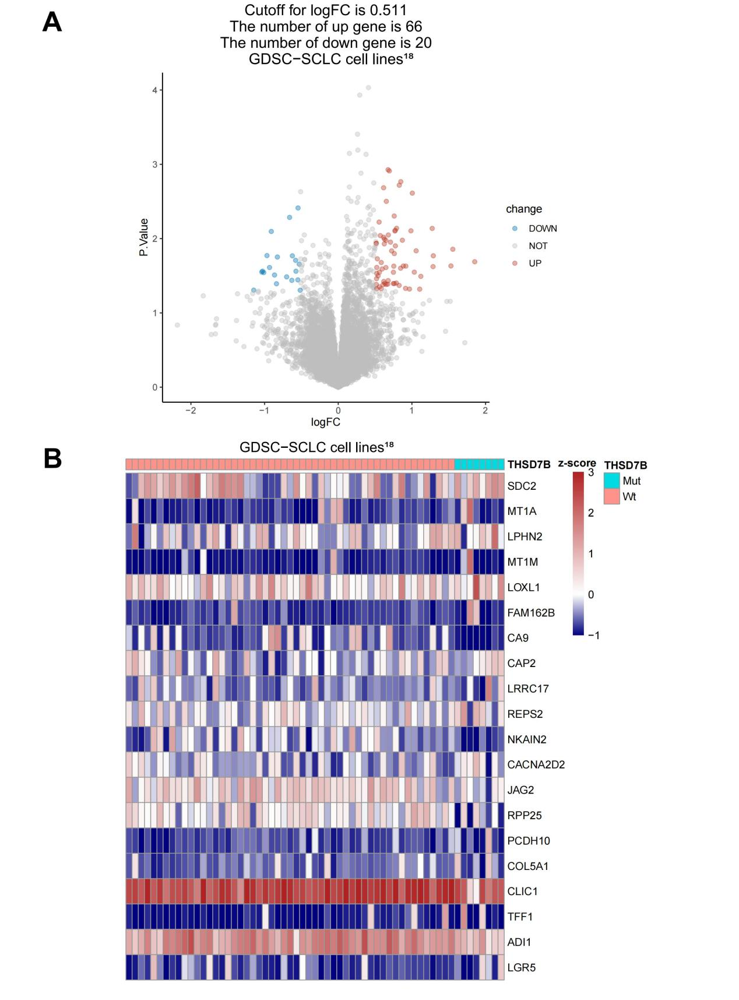 A
Cutoff for logFC is 0.511
The number of up gene is 66
The number of down gene is 20
GDSC−SCLC cell lines¹⁸
4
3
2
1
0
P.Value
−2
−1
0
1
2
logFC
change
DOWN
NOT
UP
B
GDSC−SCLC cell lines¹⁸
THSD7B
SDC2
MT1A
LPHN2
MT1M
LOXL1
FAM162B
CA9
CAP2
LRRC17
REPS2
NKAIN2
CACNA2D2
JAG2
RPP25
PCDH10
COL5A1
CLIC1
TFF1
ADI1
LGR5
z-score
3
2
1
0
−1
THSD7B
Mut
Wt